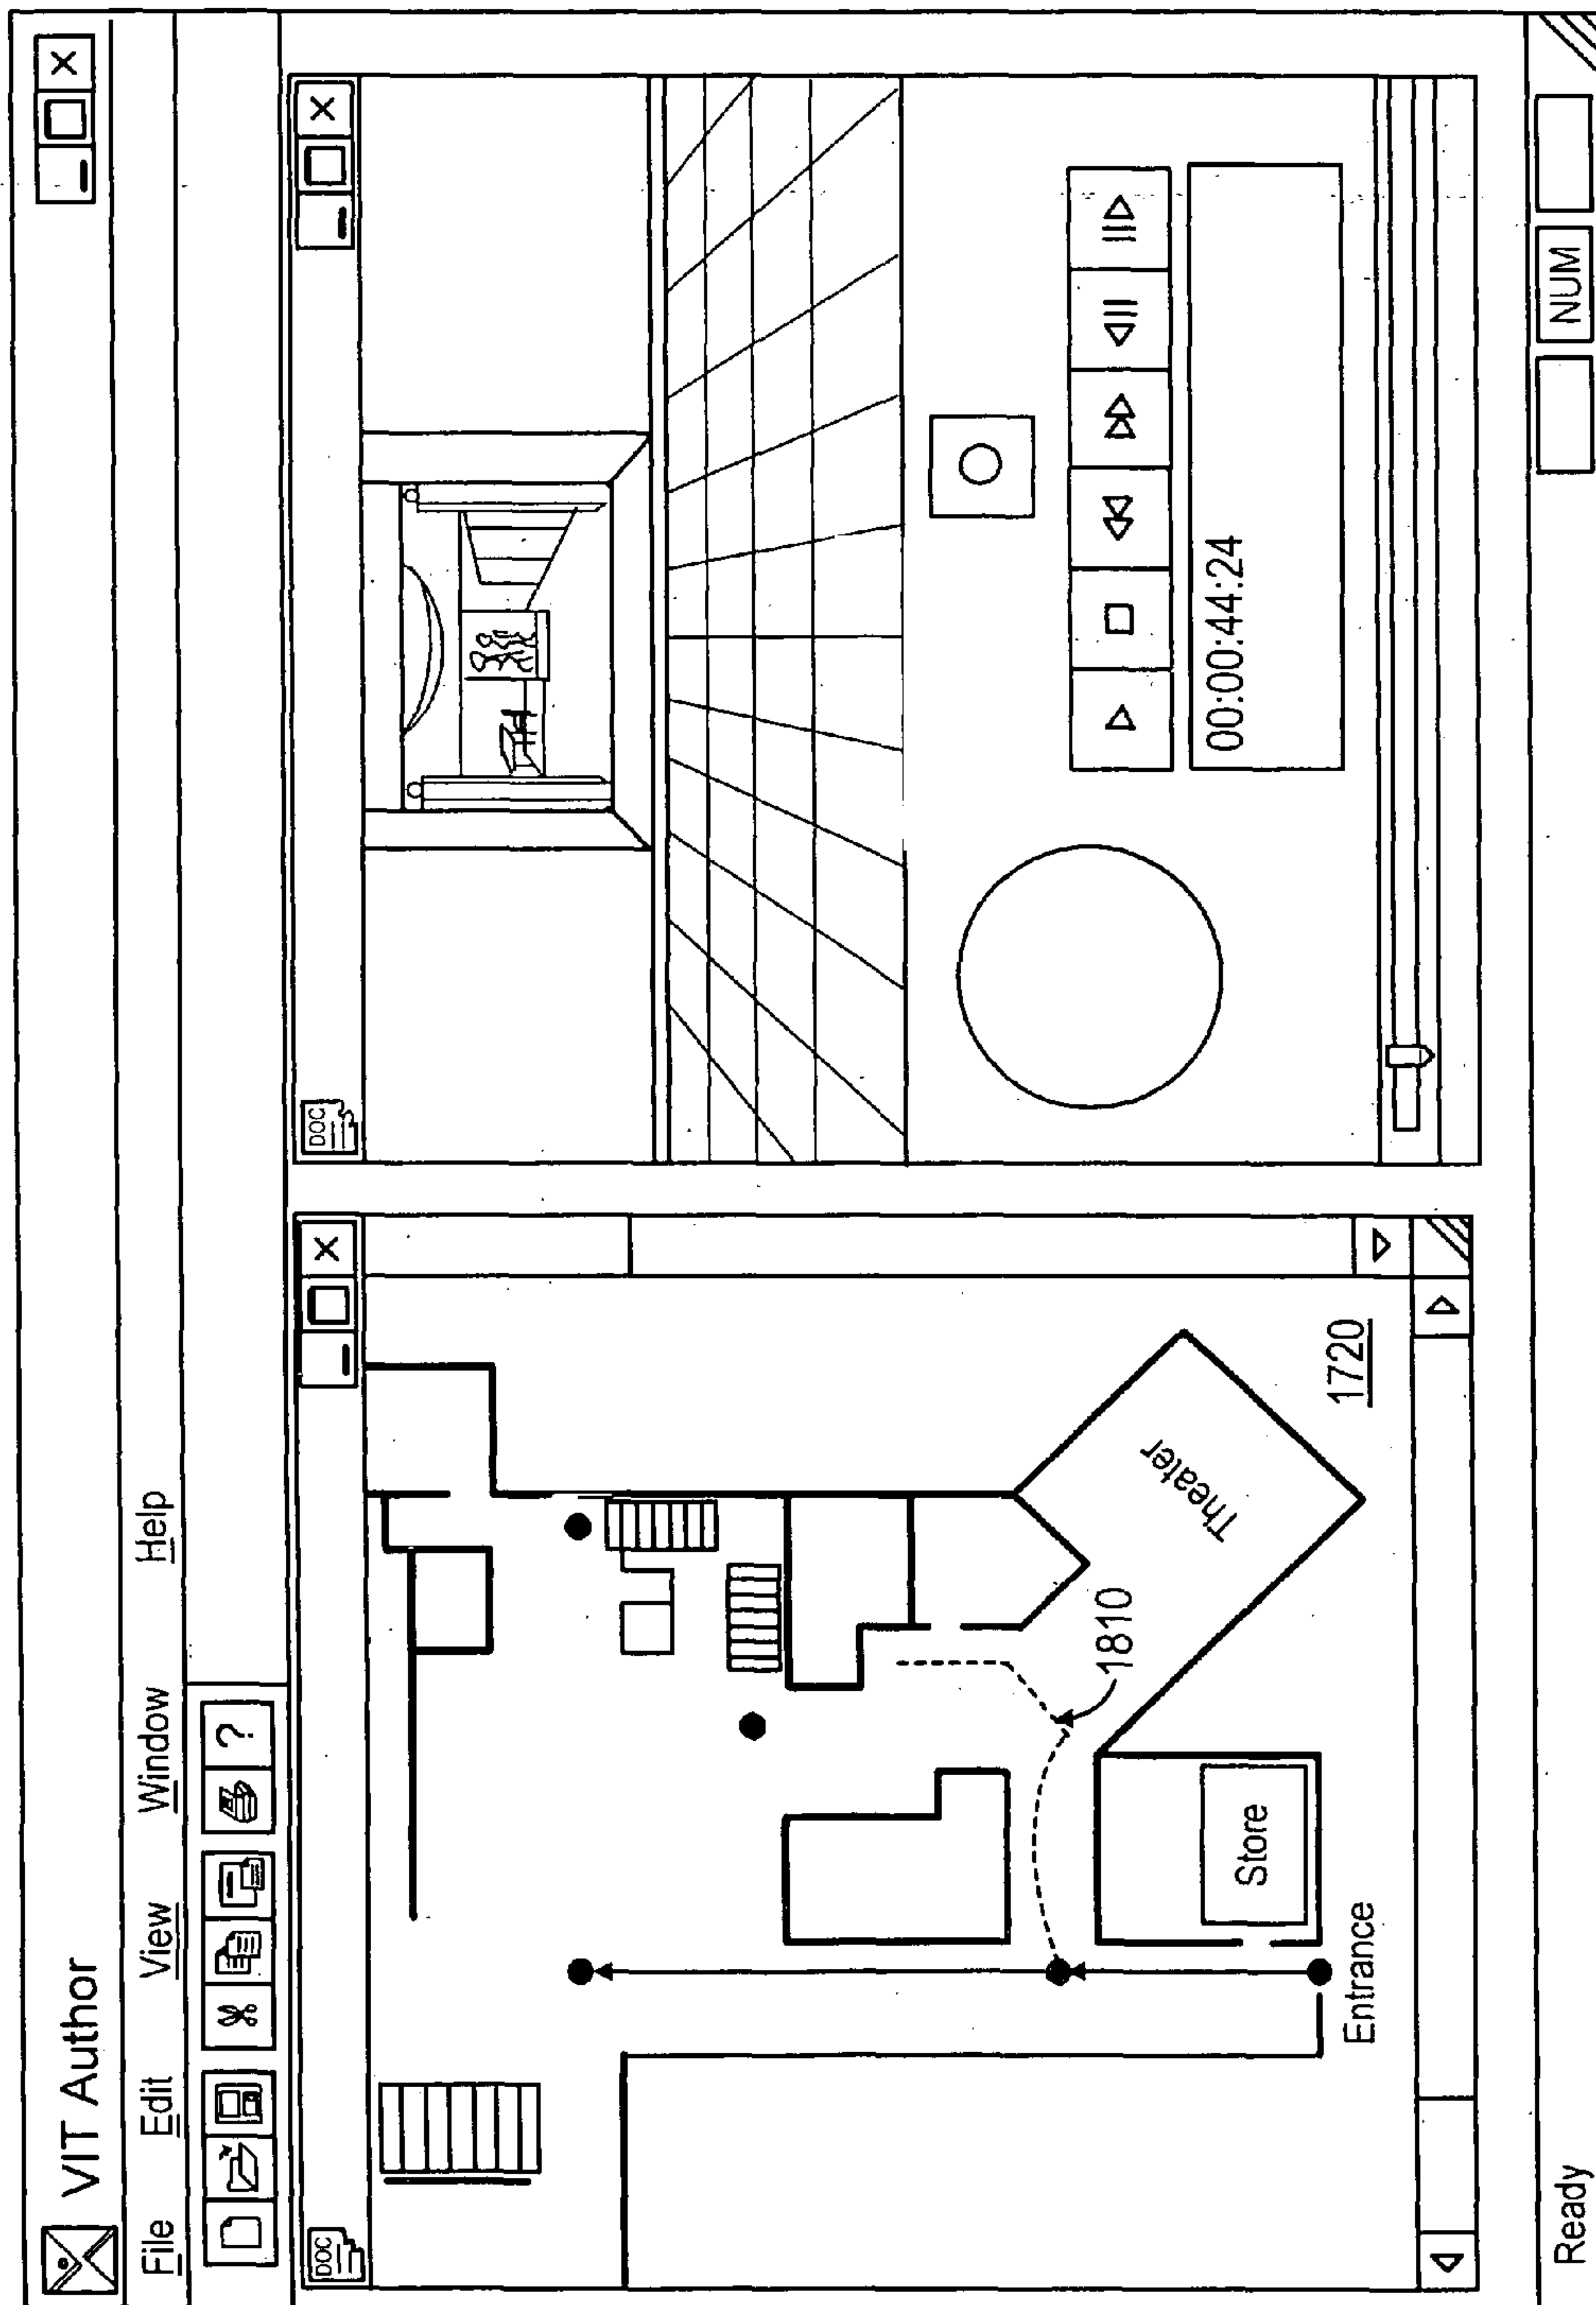 VIT Author
File Edit View Window Help
?
DOC
Theater
1810
Store
Entrance
1720
DOC
00:00:44:24
Ready
NUM